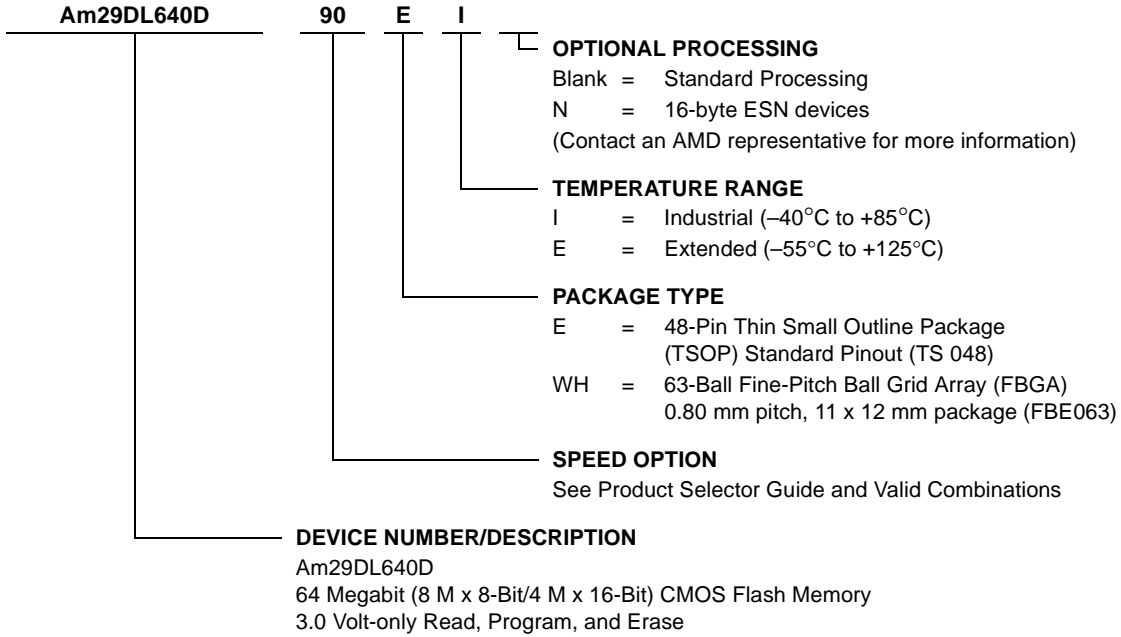 Am29DL640D 90 E I
OPTIONAL PROCESSING
Blank = Standard Processing
N = 16-byte ESN devices
(Contact an AMD representative for more information)
TEMPERATURE RANGE
I = Industrial (–40°C to +85°C)
E = Extended (–55°C to +125°C)
PACKAGE TYPE
E = 48-Pin Thin Small Outline Package
(TSOP) Standard Pinout (TS 048)
WH = 63-Ball Fine-Pitch Ball Grid Array (FBGA)
0.80 mm pitch, 11 x 12 mm package (FBE063)
SPEED OPTION
See Product Selector Guide and Valid Combinations
DEVICE NUMBER/DESCRIPTION
Am29DL640D
64 Megabit (8 M x 8-Bit/4 M x 16-Bit) CMOS Flash Memory
3.0 Volt-only Read, Program, and Erase